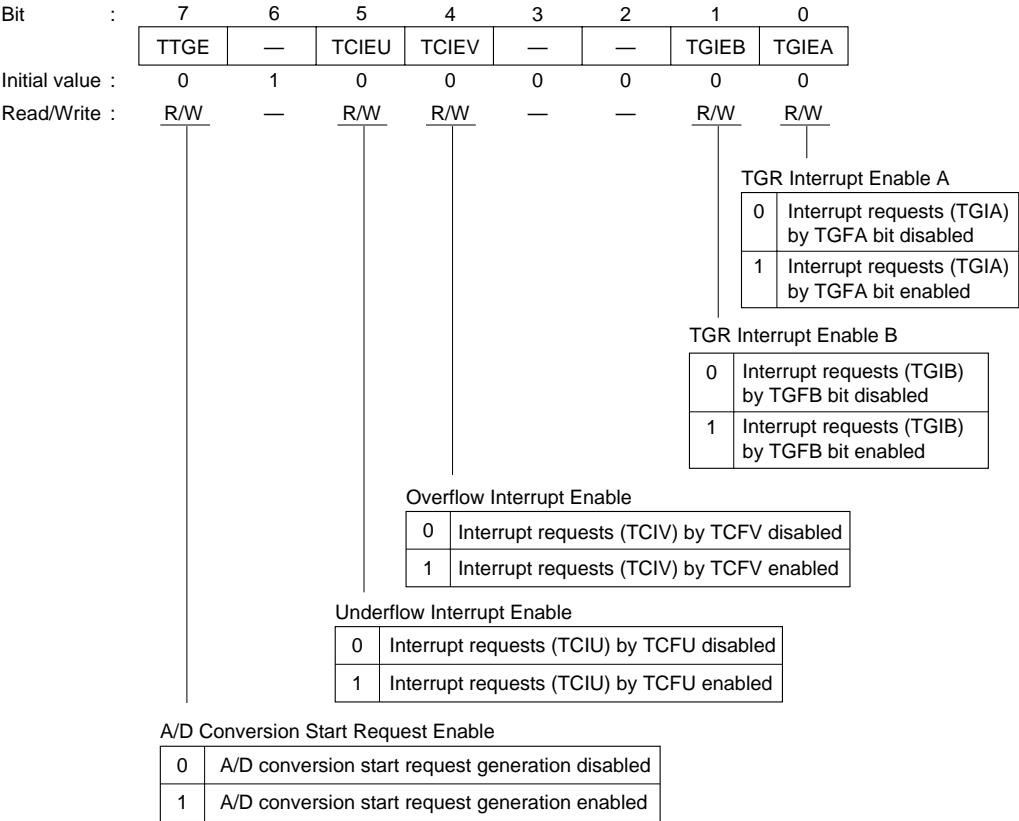 Bit : 7 6 5 4 3 2 1 0
TTGE — TCIEU TCIEV — — TGIEB TGIEA
Initial value : 0 1 0 0 0 0 0 0
Read/Write : R/W — R/W R/W — — R/W R/W
TGR Interrupt Enable A
0 Interrupt requests (TGIA)
by TGFA bit disabled
1 Interrupt requests (TGIA)
by TGFA bit enabled
TGR Interrupt Enable B
0 Interrupt requests (TGIB)
by TGFB bit disabled
1 Interrupt requests (TGIB)
by TGFB bit enabled
Overflow Interrupt Enable
0 Interrupt requests (TCIV) by TCFV disabled
1 Interrupt requests (TCIV) by TCFV enabled
Underflow Interrupt Enable
0 Interrupt requests (TCIU) by TCFU disabled
1 Interrupt requests (TCIU) by TCFU enabled
A/D Conversion Start Request Enable
0 A/D conversion start request generation disabled
1 A/D conversion start request generation enabled